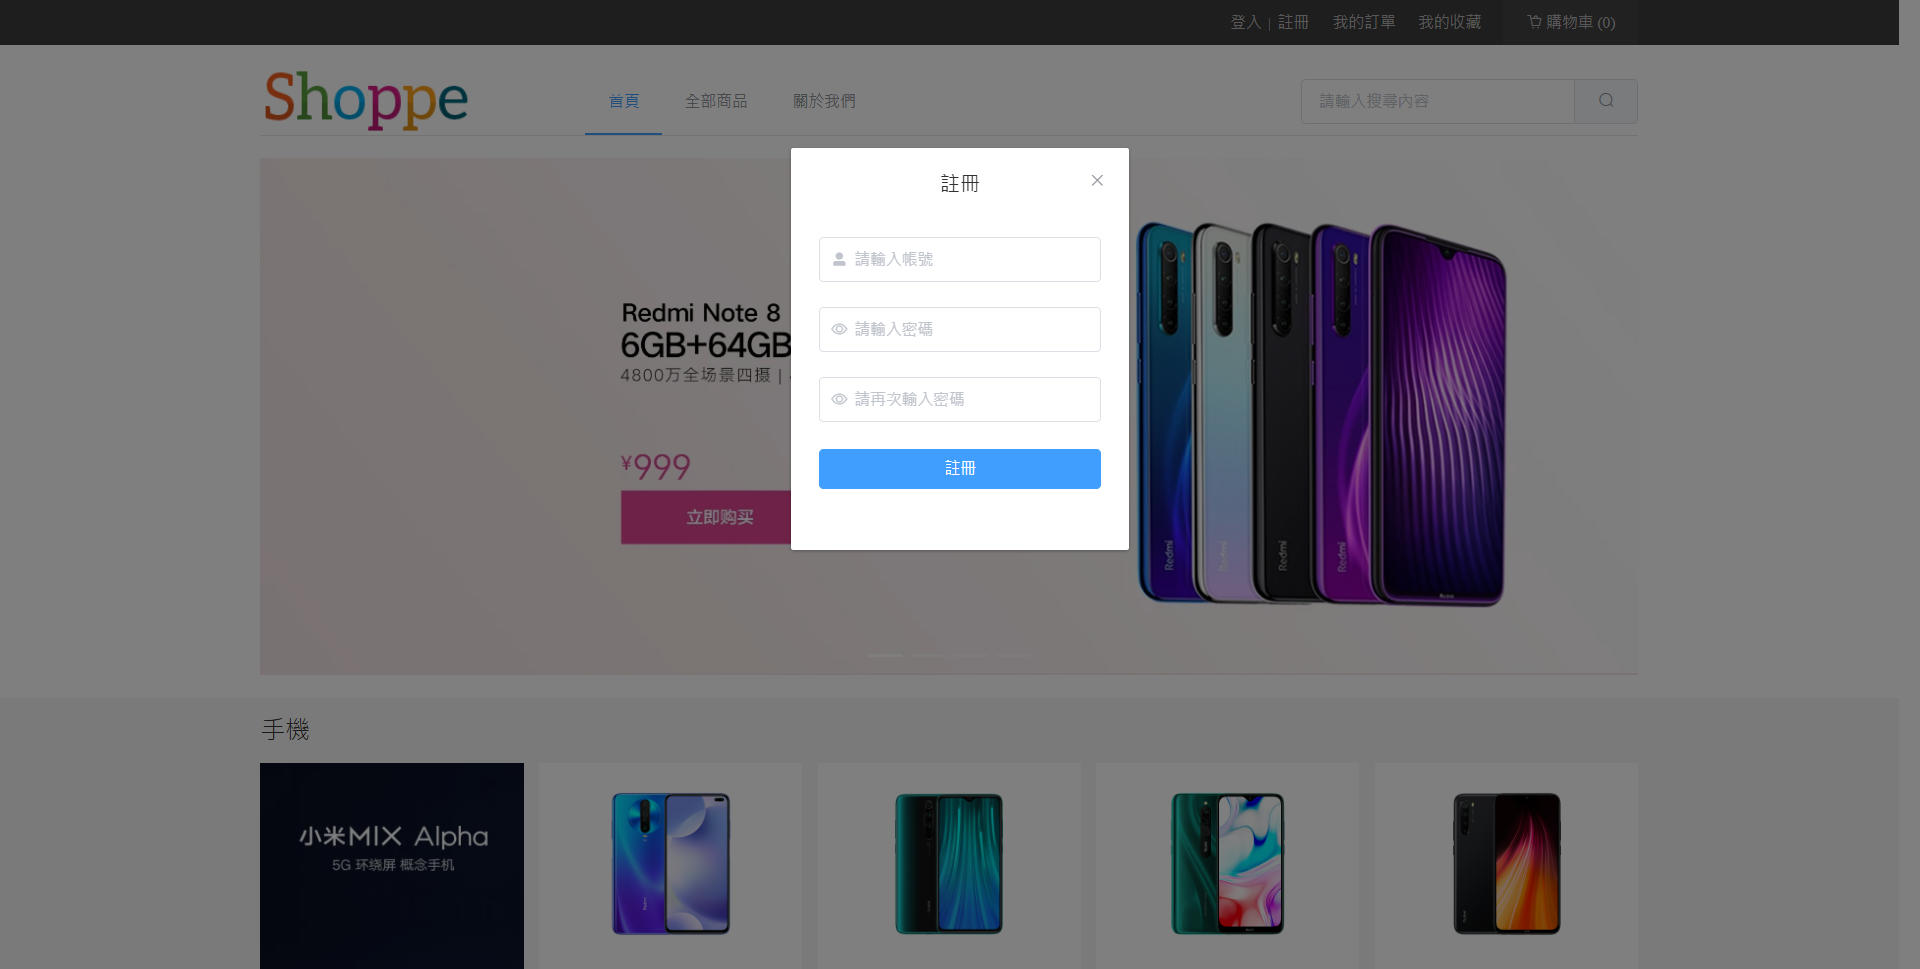 登入 | 註冊 我的訂單 我的收藏 購物車 (0)
Shoppe 首頁 全部商品 關於我們 請輸入搜尋內容
註冊
請輸入帳號
請輸入密碼
請再次輸入密碼
註冊
Redmi Note 8
6GB+64GB
4800万全场景四摄 |
¥999
立即购买
Redmi
Redmi
Redmi
Redmi
手機
小米MIX Alpha
5G 环绕屏 概念手机